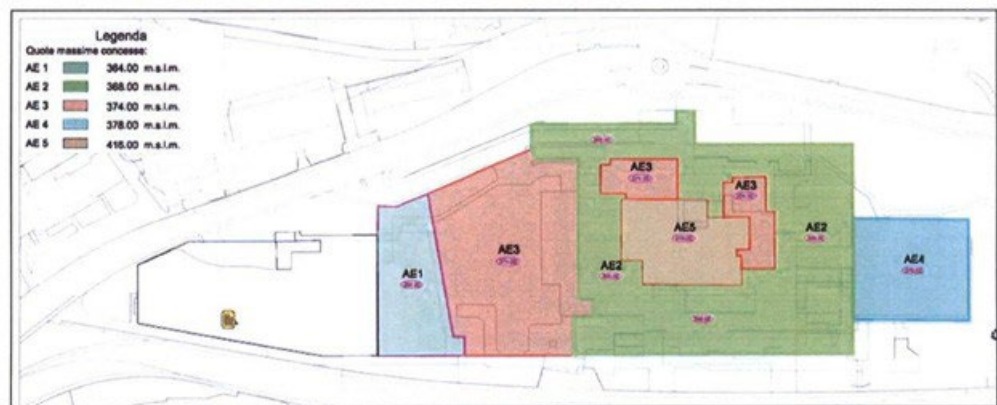 Legenda
Quote massime concesse:
AE 1 364.00 m.s.l.m.
AE 2 368.00 m.s.l.m.
AE 3 374.00 m.s.l.m.
AE 4 378.00 m.s.l.m.
AE 5 416.00 m.s.l.m.
AE3
AE3
AE5
AE2
AE3
AE1
AE2
AE4